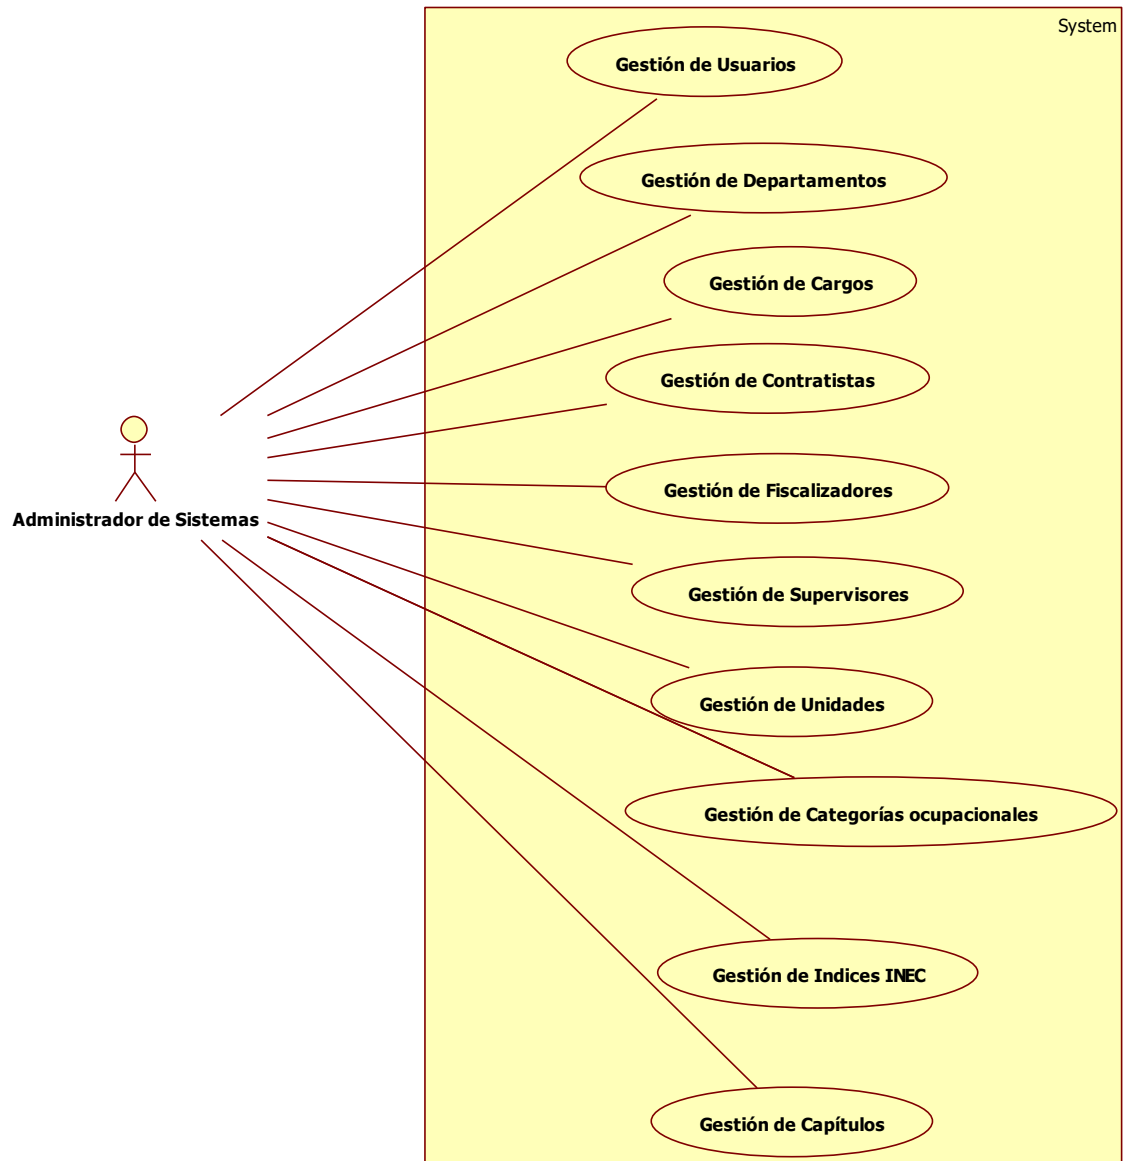 System
Gestión de Usuarios
Gestión de Departamentos
Gestión de Cargos
Gestión de Contratistas
Gestión de Fiscalizadores
Administrador de Sistemas
Gestión de Supervisores
Gestión de Unidades
Gestión de Categorías ocupacionales
Gestión de Indices INEC
Gestión de Capítulos